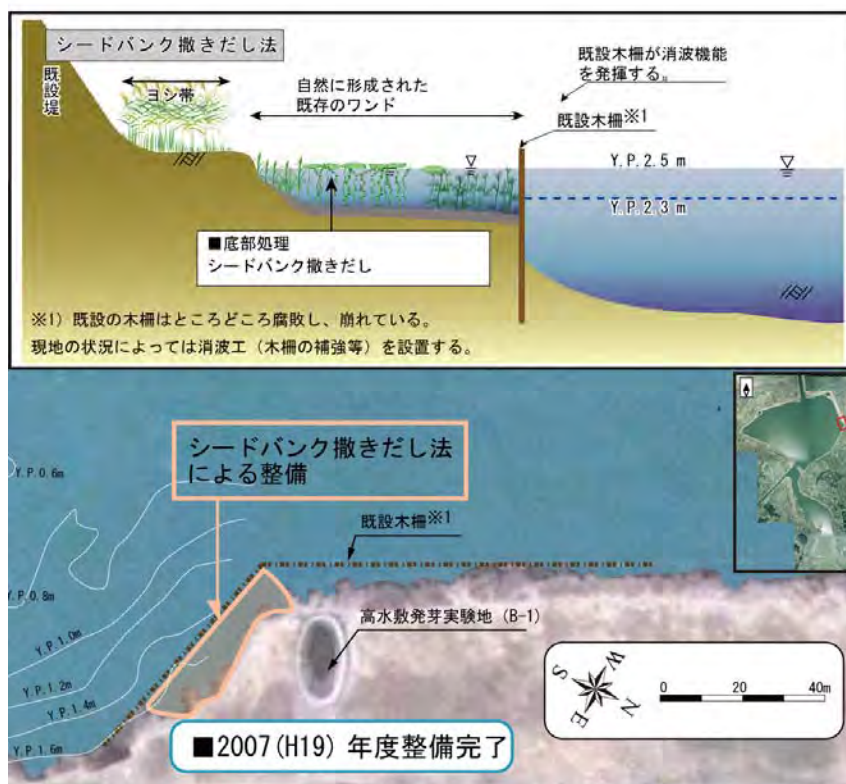 シードバンク撒きだし法
既設堤
ヨシ帯
自然に形成された
既存のワンド
既設木柵が消波機能
を発揮する。
既設木柵※1
Y.P.2.5 m
Y.P.2.3 m
■底部処理
シードバンク撒きだし
※1）既設の木柵はところどころ腐敗し、崩れている。
現地の状況によっては消波工（木柵の補強等）を設置する。
シードバンク撒きだし法
による整備
既設木柵※1
高水敷発芽実験地 (B-1)
Y.P.0.6m
Y.P.0.8m
Y.P.1.0m
Y.P.1.2m
Y.P.1.4m
Y.P.1.6m
S W
E N
0 20 40m
■2007(H19) 年度整備完了